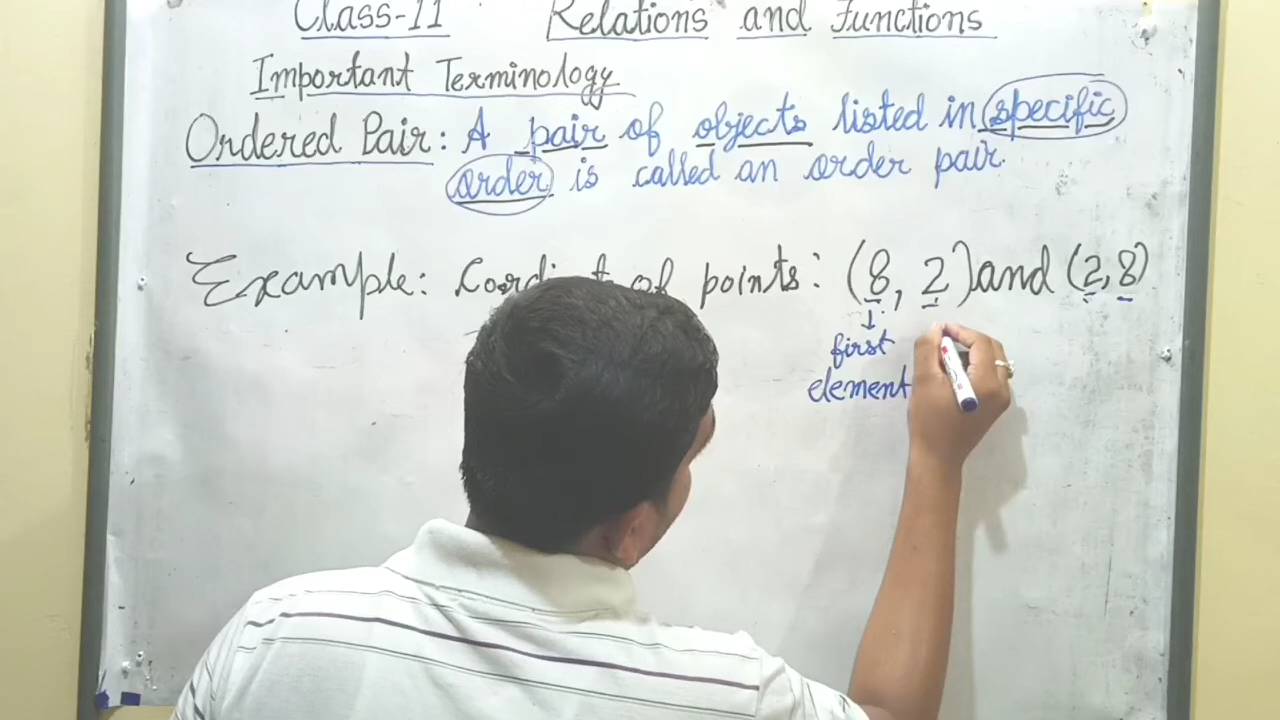 Class-11 Relations and Functions
Important Terminology
Ordered Pair: A pair of objects listed in specific
order is called an order pair.
Example: of points: (8, 2) and (2,8)
↓
first
element